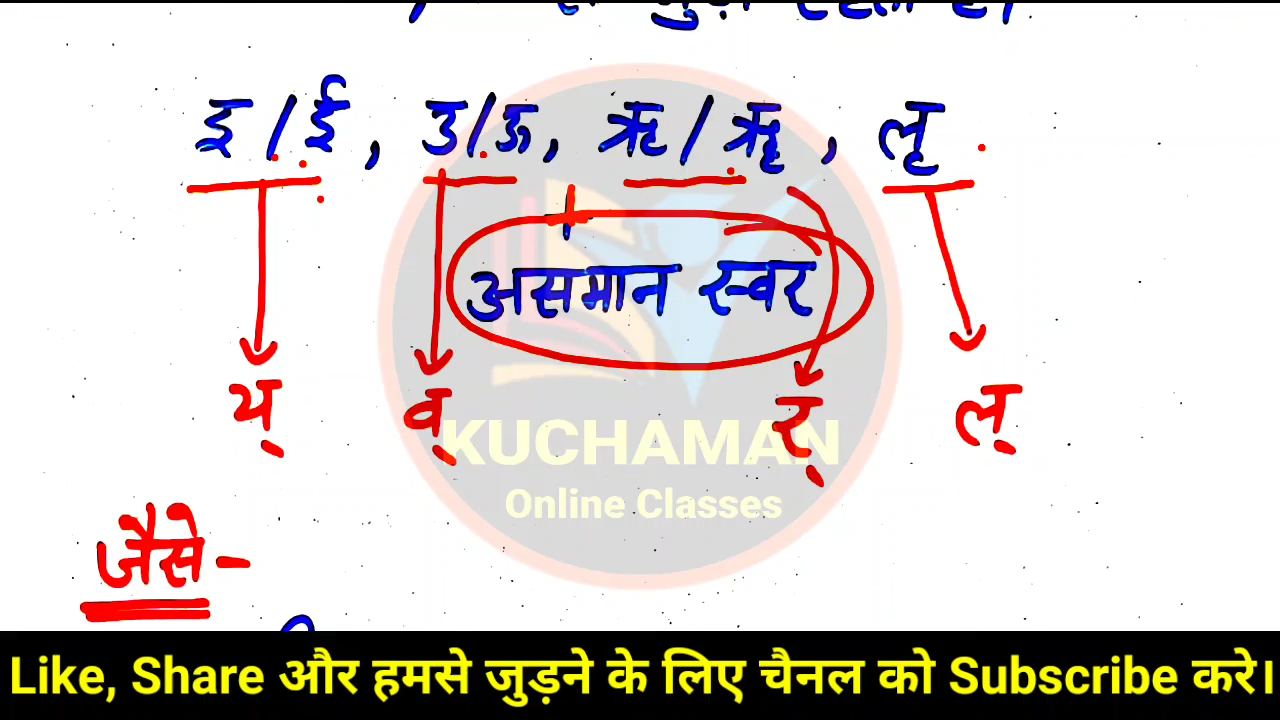 इ/ई, उ/ऊ, ऋ/ॠ, लृ
+
असमान स्वर
य् व् र् ल्
KUCHAMAN
Online Classes
जैसे-
Like, Share और हमसे जुड़ने के लिए चैनल को Subscribe करे।